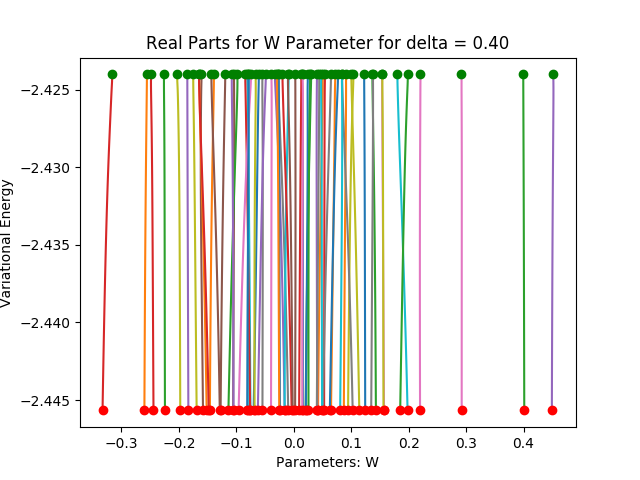 Real Parts for W Parameter for delta = 0.40
Variational Energy
−2.425
−2.430
−2.435
−2.440
−2.445
−0.3 −0.2 −0.1 0.0 0.1 0.2 0.3 0.4
Parameters: W